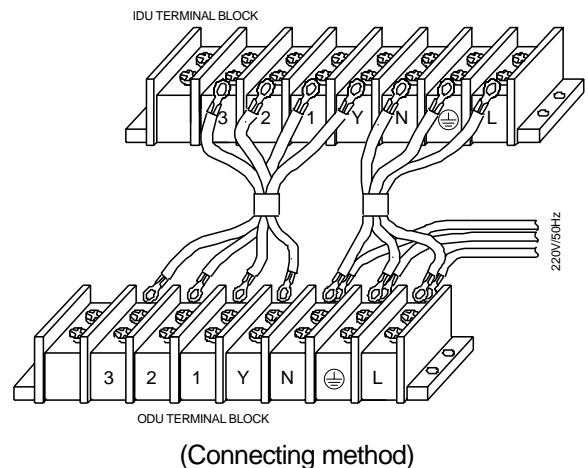 IDU TERMINAL BLOCK
3 2 1 Y N L
220V/50Hz
3 2 1 Y N L
ODU TERMINAL BLOCK
(Connecting method)